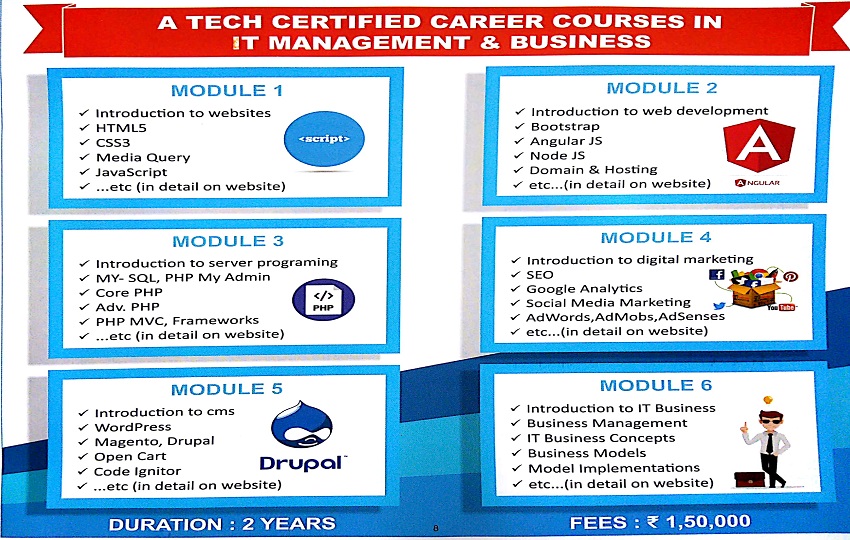 A TECH CERTIFIED CAREER COURSES IN
IT MANAGEMENT & BUSINESS
MODULE 1
✓ Introduction to websites
✓ HTML5
✓ CSS3
✓ Media Query
✓ JavaScript
✓ ...etc (in detail on website)
<script>
MODULE 2
✓ Introduction to web development
✓ Bootstrap
✓ Angular JS
✓ Node JS
✓ Domain & Hosting
✓ etc...(in detail on website)
A
A NGULAR
MODULE 3
✓ Introduction to server programing
✓ MY- SQL, PHP My Admin
✓ Core PHP
✓ Adv. PHP
✓ PHP MVC, Frameworks
✓ ...etc (in detail on website)
</>
PHP
MODULE 4
✓ Introduction to digital marketing
✓ SEO
✓ Google Analytics
✓ Social Media Marketing
✓ AdWords,AdMobs,AdSenses
✓ etc...(in detail on website)
You Tube
MODULE 5
✓ Introduction to cms
✓ WordPress
✓ Magento, Drupal
✓ Open Cart
✓ Code Ignitor
✓ ...etc (in detail on website)
Drupal™
MODULE 6
✓ Introduction to IT Business
✓ Business Management
✓ IT Business Concepts
✓ Business Models
✓ Model Implementations
✓ etc...(in detail on website)
DURATION : 2 YEARS
8
FEES : ₹ 1,50,000